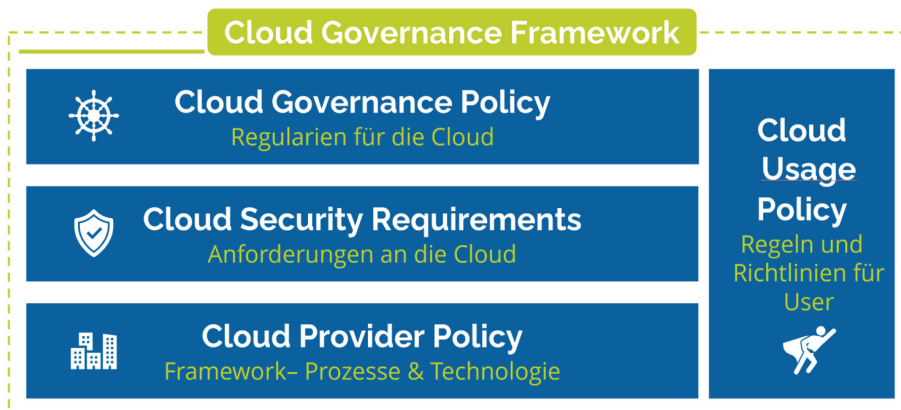 Cloud Governance Framework
Cloud Governance Policy
Regularien für die Cloud
Cloud Security Requirements
Anforderungen an die Cloud
Cloud Provider Policy
Framework– Prozesse & Technologie
Cloud
Usage
Policy
Regeln und
Richtlinien für
User